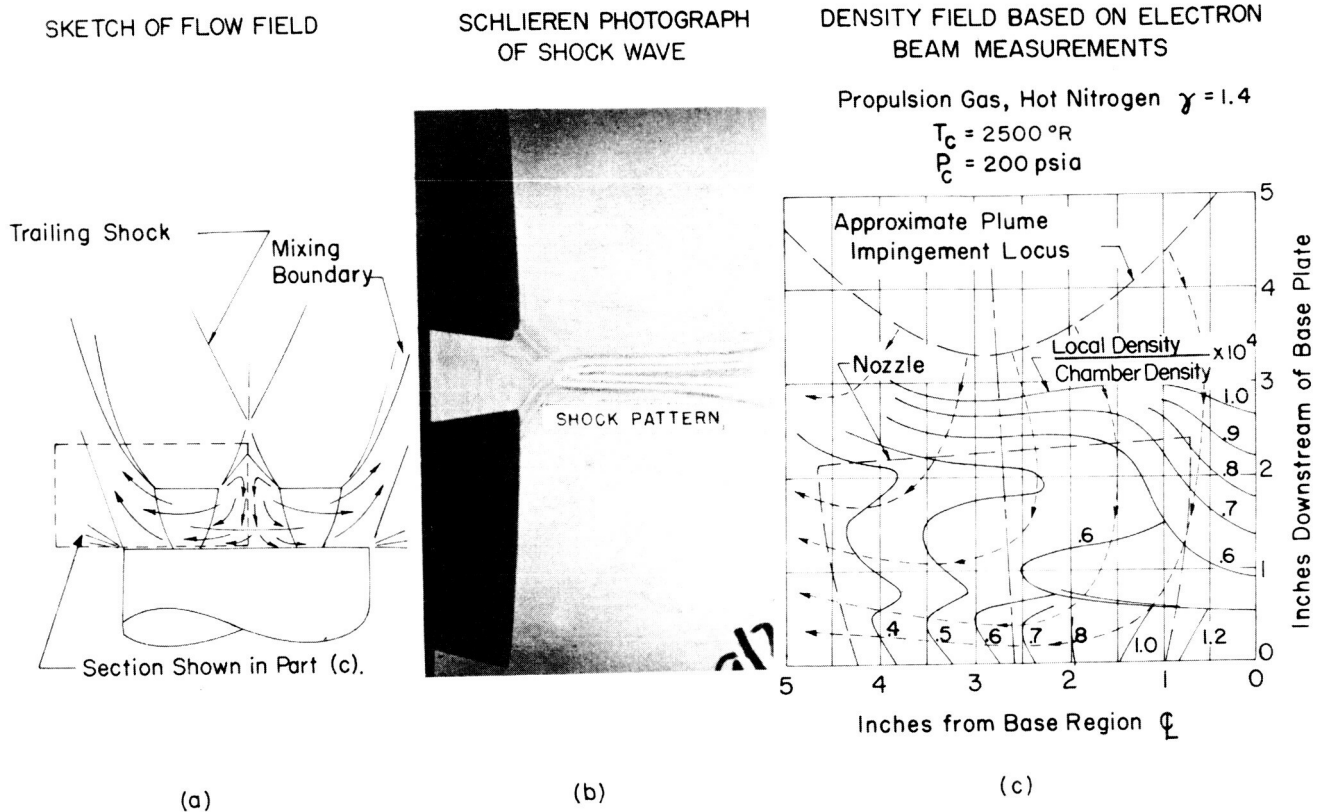 SKETCH OF FLOW FIELD
Trailing Shock
Mixing
Boundary
Section Shown in Part (c).
(a)
SCHLIEREN PHOTOGRAPH
OF SHOCK WAVE
SHOCK PATTERN
(b)
DENSITY FIELD BASED ON ELECTRON
BEAM MEASUREMENTS
Propulsion Gas, Hot Nitrogen γ = 1.4
Tc = 2500 °R
Pc = 200 psia
Approximate Plume
Impingement Locus
Nozzle
Local Density
Chamber Density
×10⁴
1.0
.9
.8
.7
.6
.6
.4
.5
.6
.7
.8
1.0
1.2
5
4
3
2
1
0
Inches Downstream of Base Plate
5 4 3 2 1 0
Inches from Base Region ℄
(c)